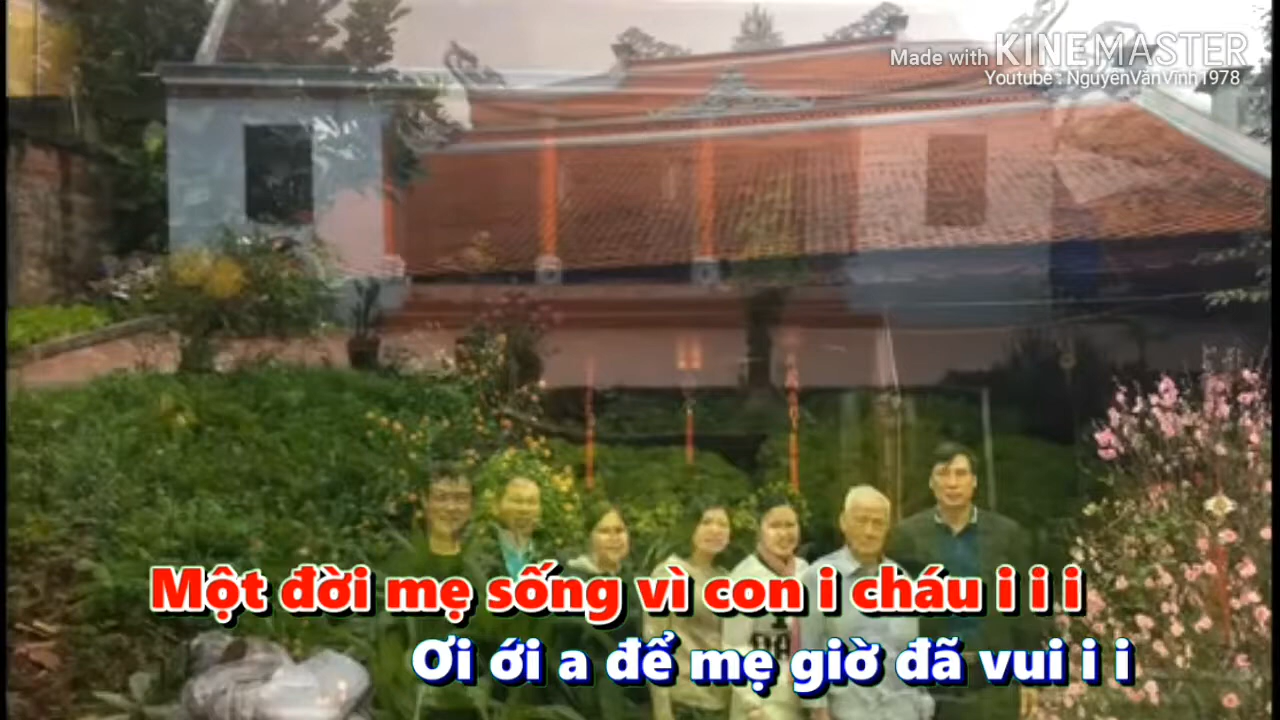 Made with KINEMASTER
Youtube : NguyenVanVinh1978
Một đời mẹ sống vì con i cháu i i i
Ơi ới a để mẹ giờ đã vui i i